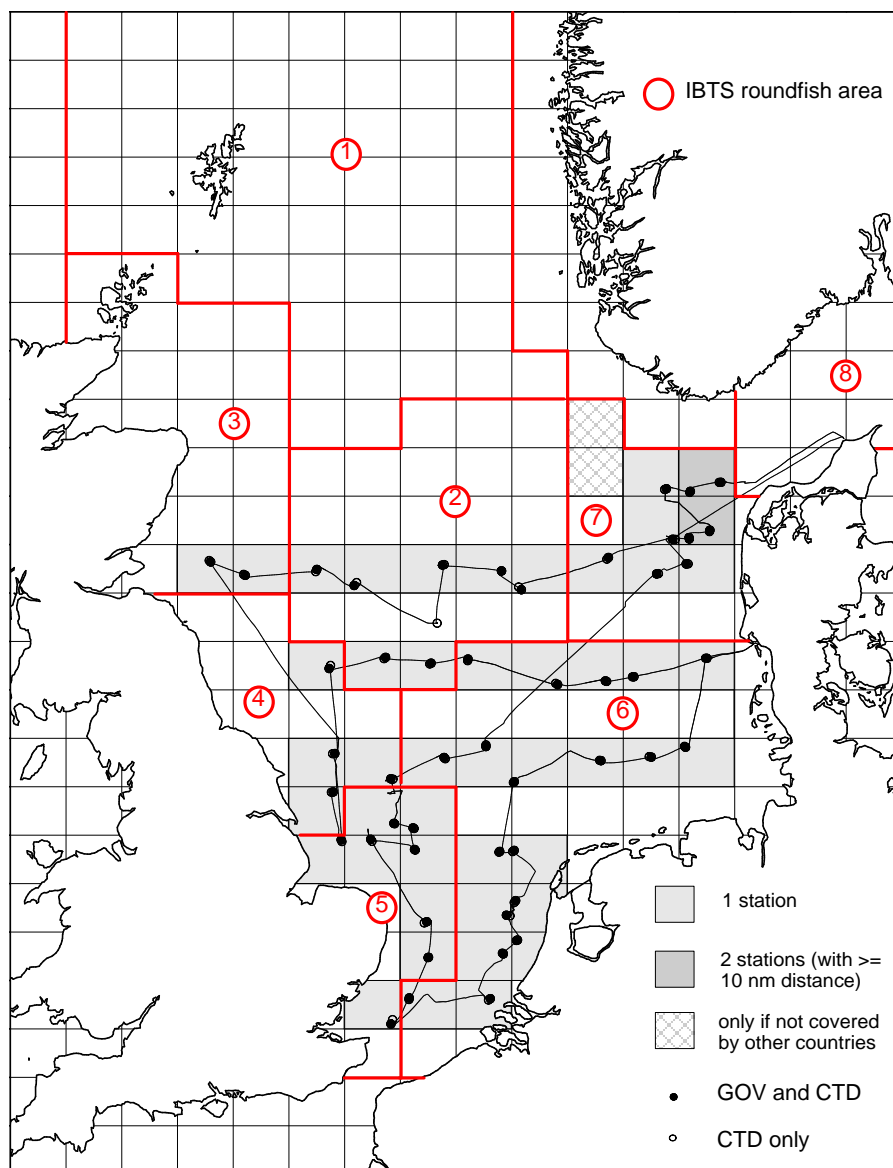 IBTS roundfish area
1
8
3
2
7
4
6
5
1 station
2 stations (with >=
10 nm distance)
only if not covered
by other countries
GOV and CTD
CTD only